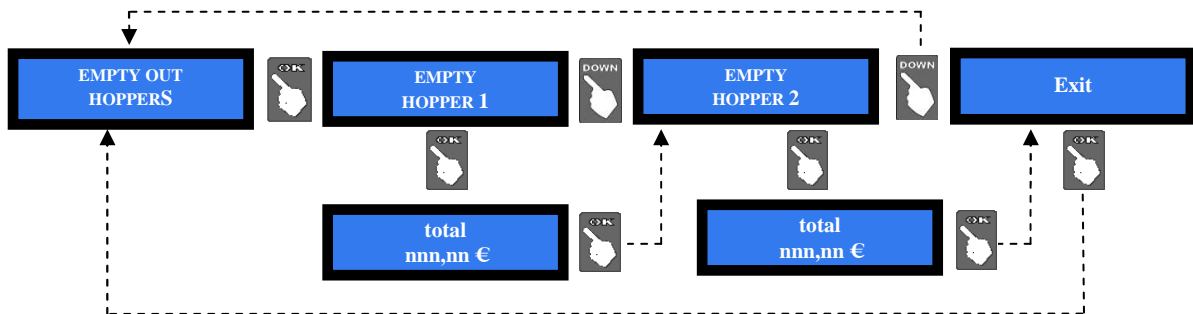 EMPTY OUT
HOPPERS
OK
EMPTY
HOPPER 1
DOWN
EMPTY
HOPPER 2
DOWN
Exit
OK
OK
OK
total
nnn,nn €
OK
total
nnn,nn €
OK